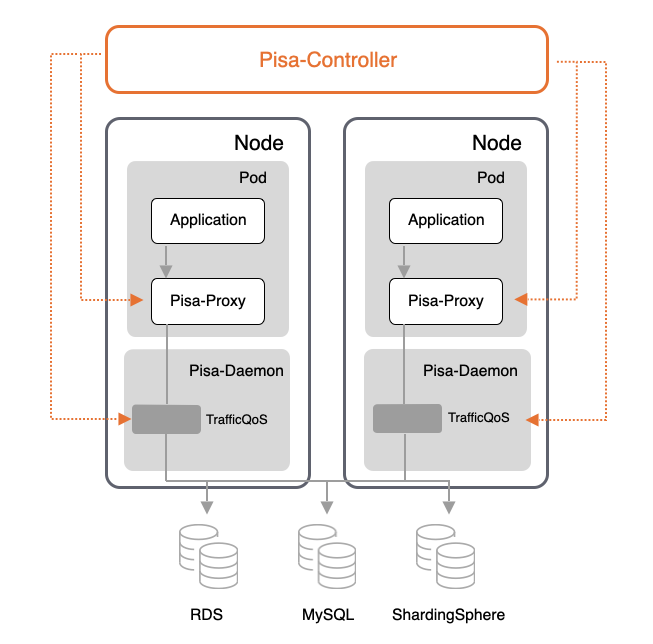 Pisa-Controller
Node
Pod
Application
Pisa-Proxy
Pisa-Daemon
TrafficQoS
Node
Pod
Application
Pisa-Proxy
Pisa-Daemon
TrafficQoS
RDS
MySQL
ShardingSphere